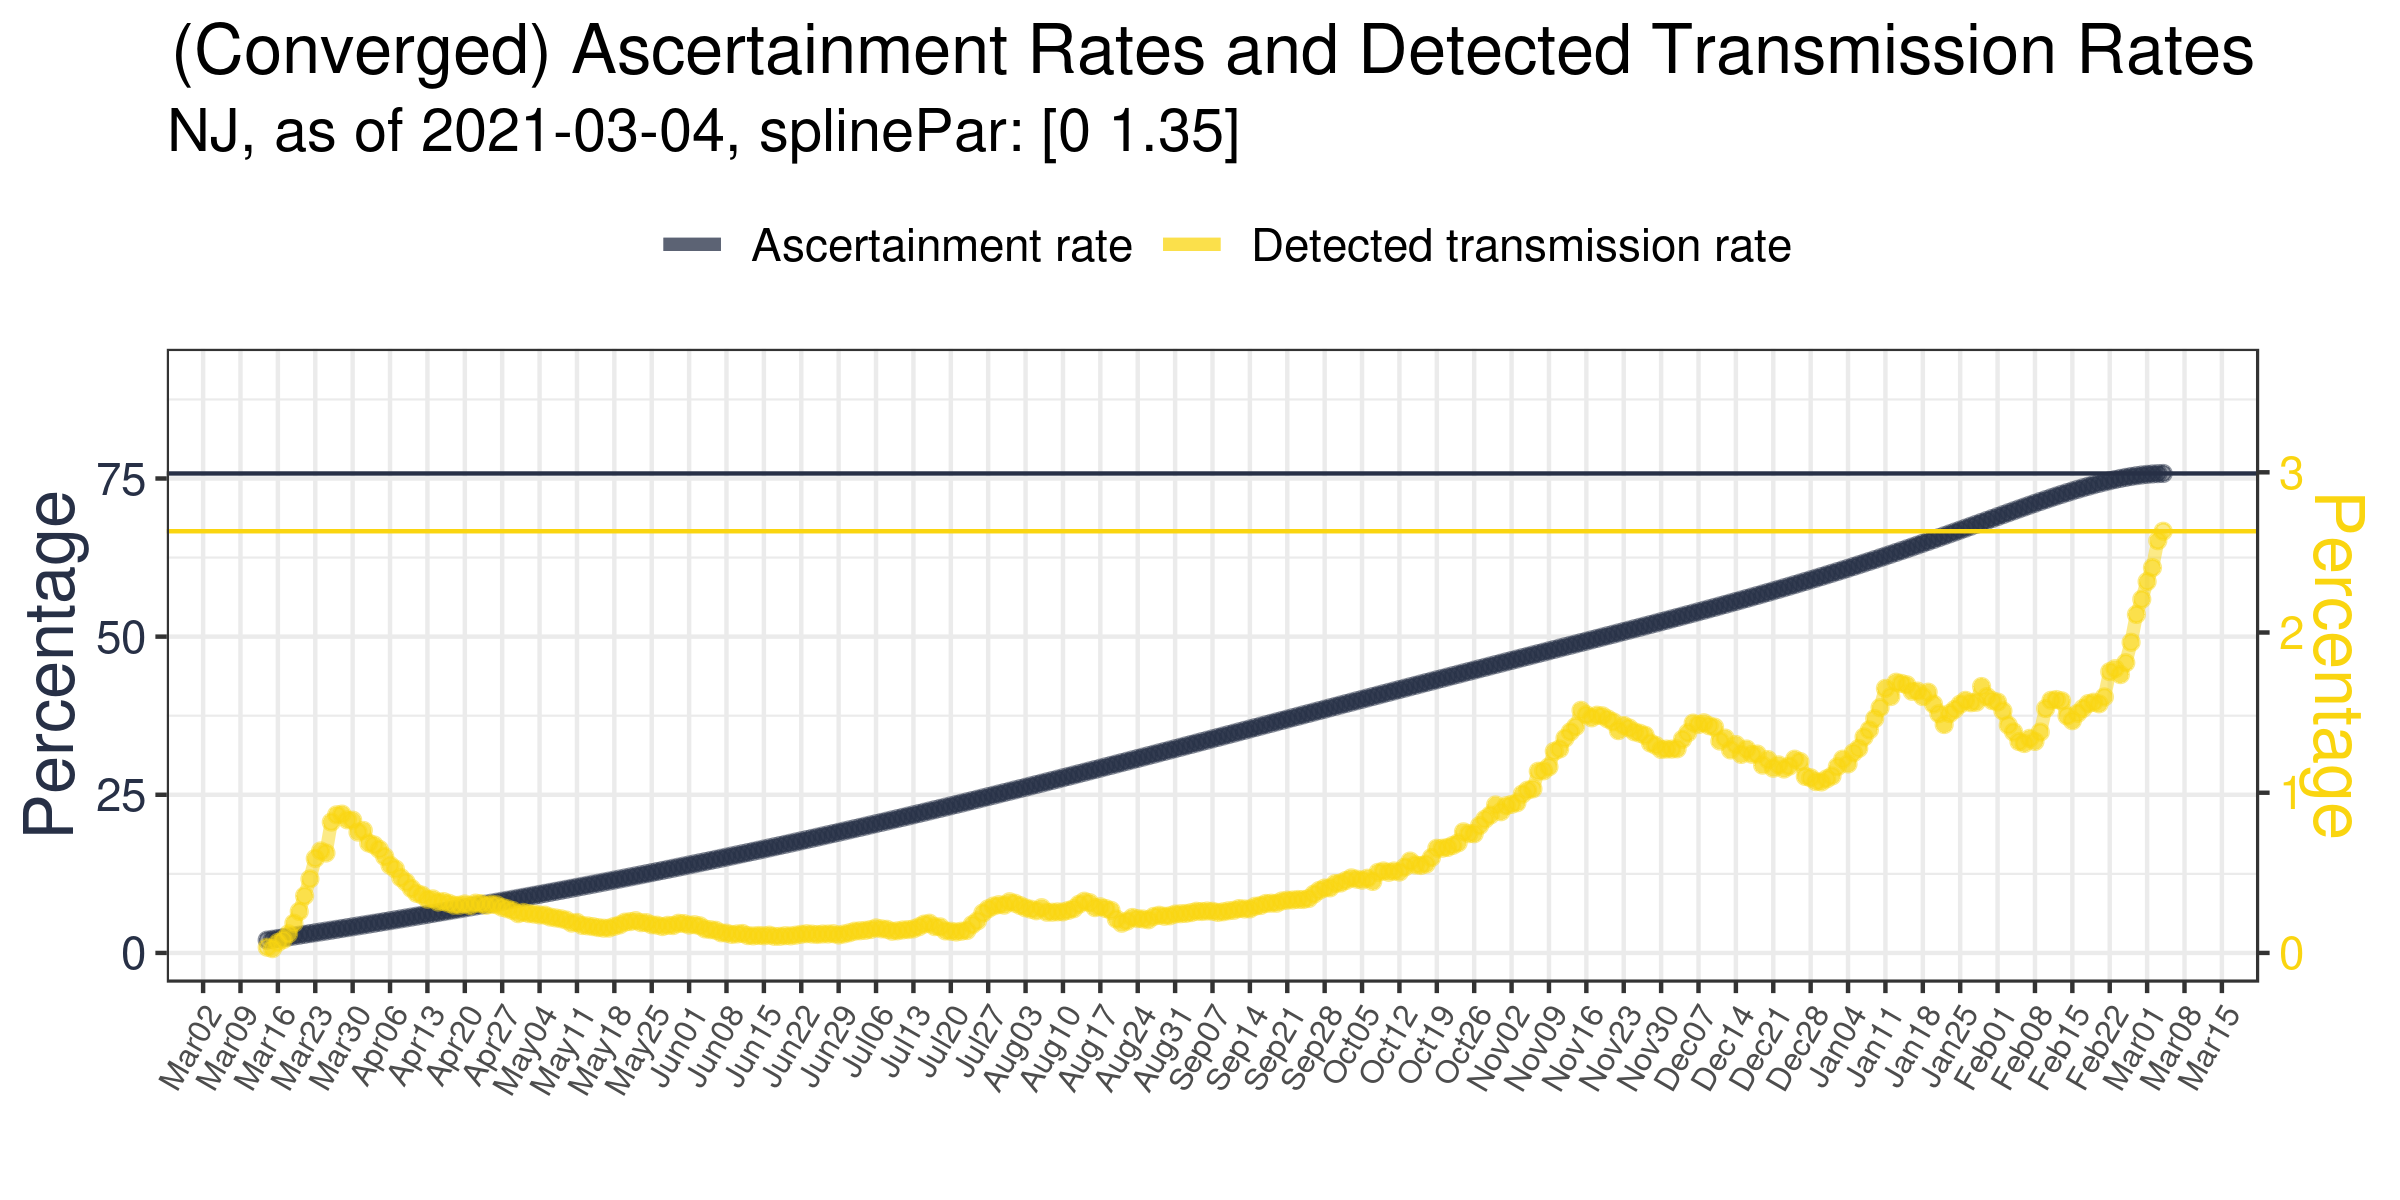 (Converged) Ascertainment Rates and Detected Transmission Rates
NJ, as of 2021-03-04, splinePar: [0 1.35]
Ascertainment rate
Detected transmission rate
Percentage
75
50
25
0
3
2
1
0
Percentage
Mar02
Mar09
Mar16
Mar23
Mar30
Apr06
Apr13
Apr20
Apr27
May04
May11
May18
May25
Jun01
Jun08
Jun15
Jun22
Jun29
Jul06
Jul13
Jul20
Jul27
Aug03
Aug10
Aug17
Aug24
Aug31
Sep07
Sep14
Sep21
Sep28
Oct05
Oct12
Oct19
Oct26
Nov02
Nov09
Nov16
Nov23
Nov30
Dec07
Dec14
Dec21
Dec28
Jan04
Jan11
Jan18
Jan25
Feb01
Feb08
Feb15
Feb22
Mar01
Mar08
Mar15